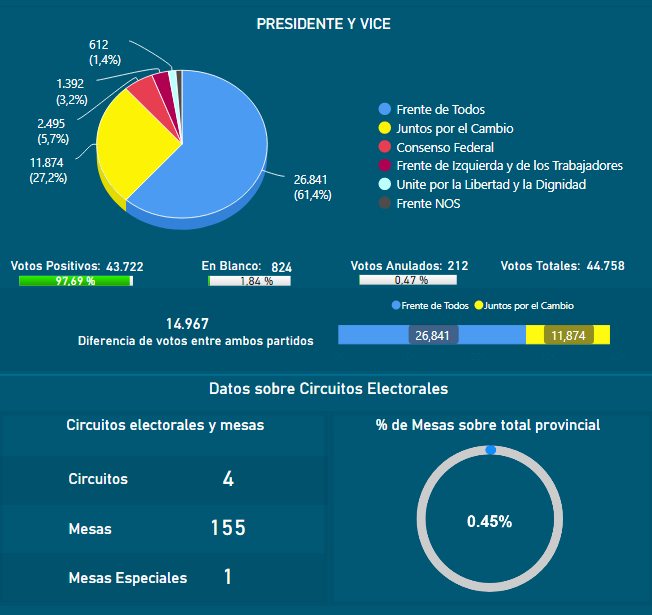 PRESIDENTE Y VICE
612
(1,4%)
1.392
(3,2%)
2.495
(5,7%)
11.874
(27,2%)
26.841
(61,4%)
Frente de Todos
Juntos por el Cambio
Consenso Federal
Frente de Izquierda y de los Trabajadores
Unite por la Libertad y la Dignidad
Frente NOS
Votos Positivos: 43.722
97,69 %
En Blanco: 824
1,84 %
Votos Anulados: 212
0,47 %
Votos Totales: 44.758
14.967
Diferencia de votos entre ambos partidos
Frente de Todos Juntos por el Cambio
26,841 11,874
Datos sobre Circuitos Electorales
Circuitos electorales y mesas
Circuitos 4
Mesas 155
Mesas Especiales 1
% de Mesas sobre total provincial
0.45%